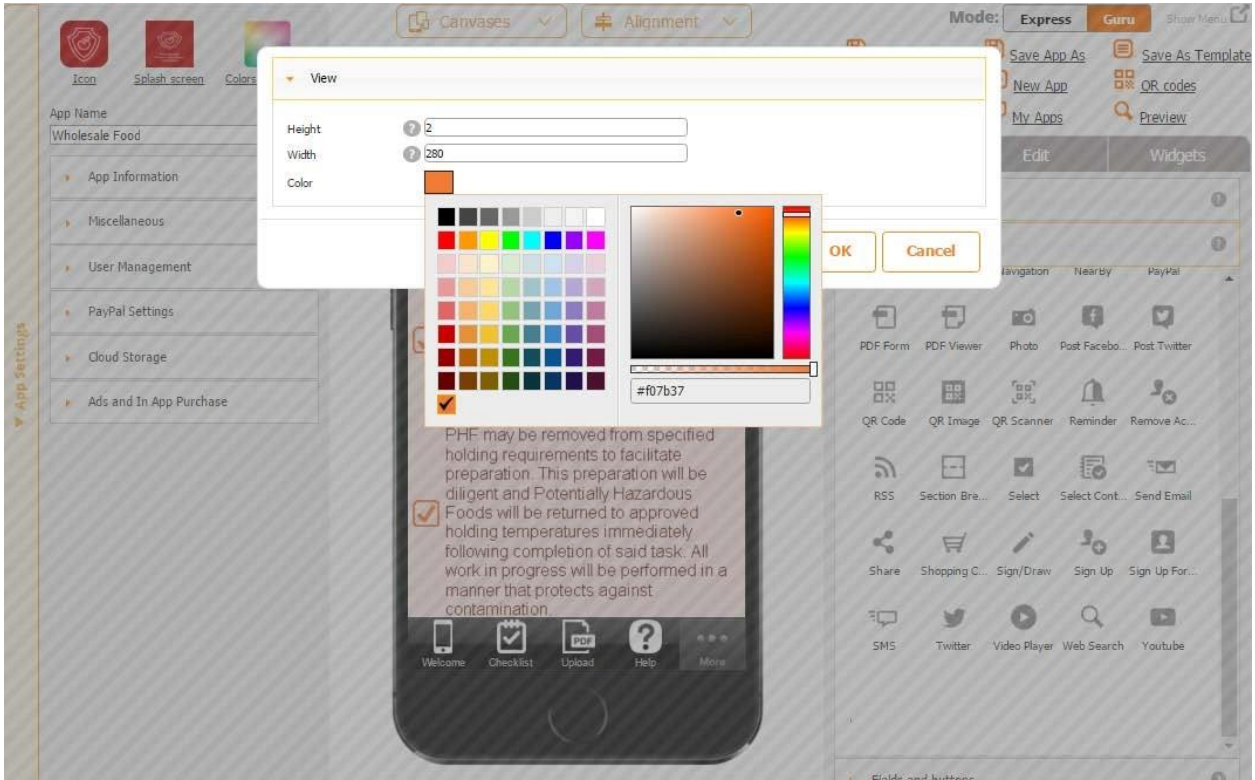 Canvases
Alignment
Mode:
Express
Guru
Show Menu
Icon
Splash screen
Colors
Save App As
Save As Template
New App
QR codes
My Apps
Preview
App Name
Wholesale Food
View
Height
2
Width
280
Color
#f07b37
OK
Cancel
App Information
Miscellaneous
User Management
PayPal Settings
Cloud Storage
Ads and In App Purchase
App Settings
Edit
Widgets
Navigation
NearBy
PayPal
PDF Form
PDF Viewer
Photo
Post Facebo...
Post Twitter
QR Code
QR Image
QR Scanner
Reminder
Remove Ac...
RSS
Section Bre...
Select
Select Cont...
Send Email
Share
Shopping C...
Sign/Draw
Sign Up
Sign Up For...
SMS
Twitter
Video Player
Web Search
Youtube
PHF may be removed from specified
holding requirements to facilitate
preparation. This preparation will be
diligent and Potentially Hazardous
Foods will be returned to approved
holding temperatures immediately
following completion of said task. All
work in progress will be performed in a
manner that protects against
contamination.
PDF
Welcome
Checklist
Upload
Help
More
Fields and buttons